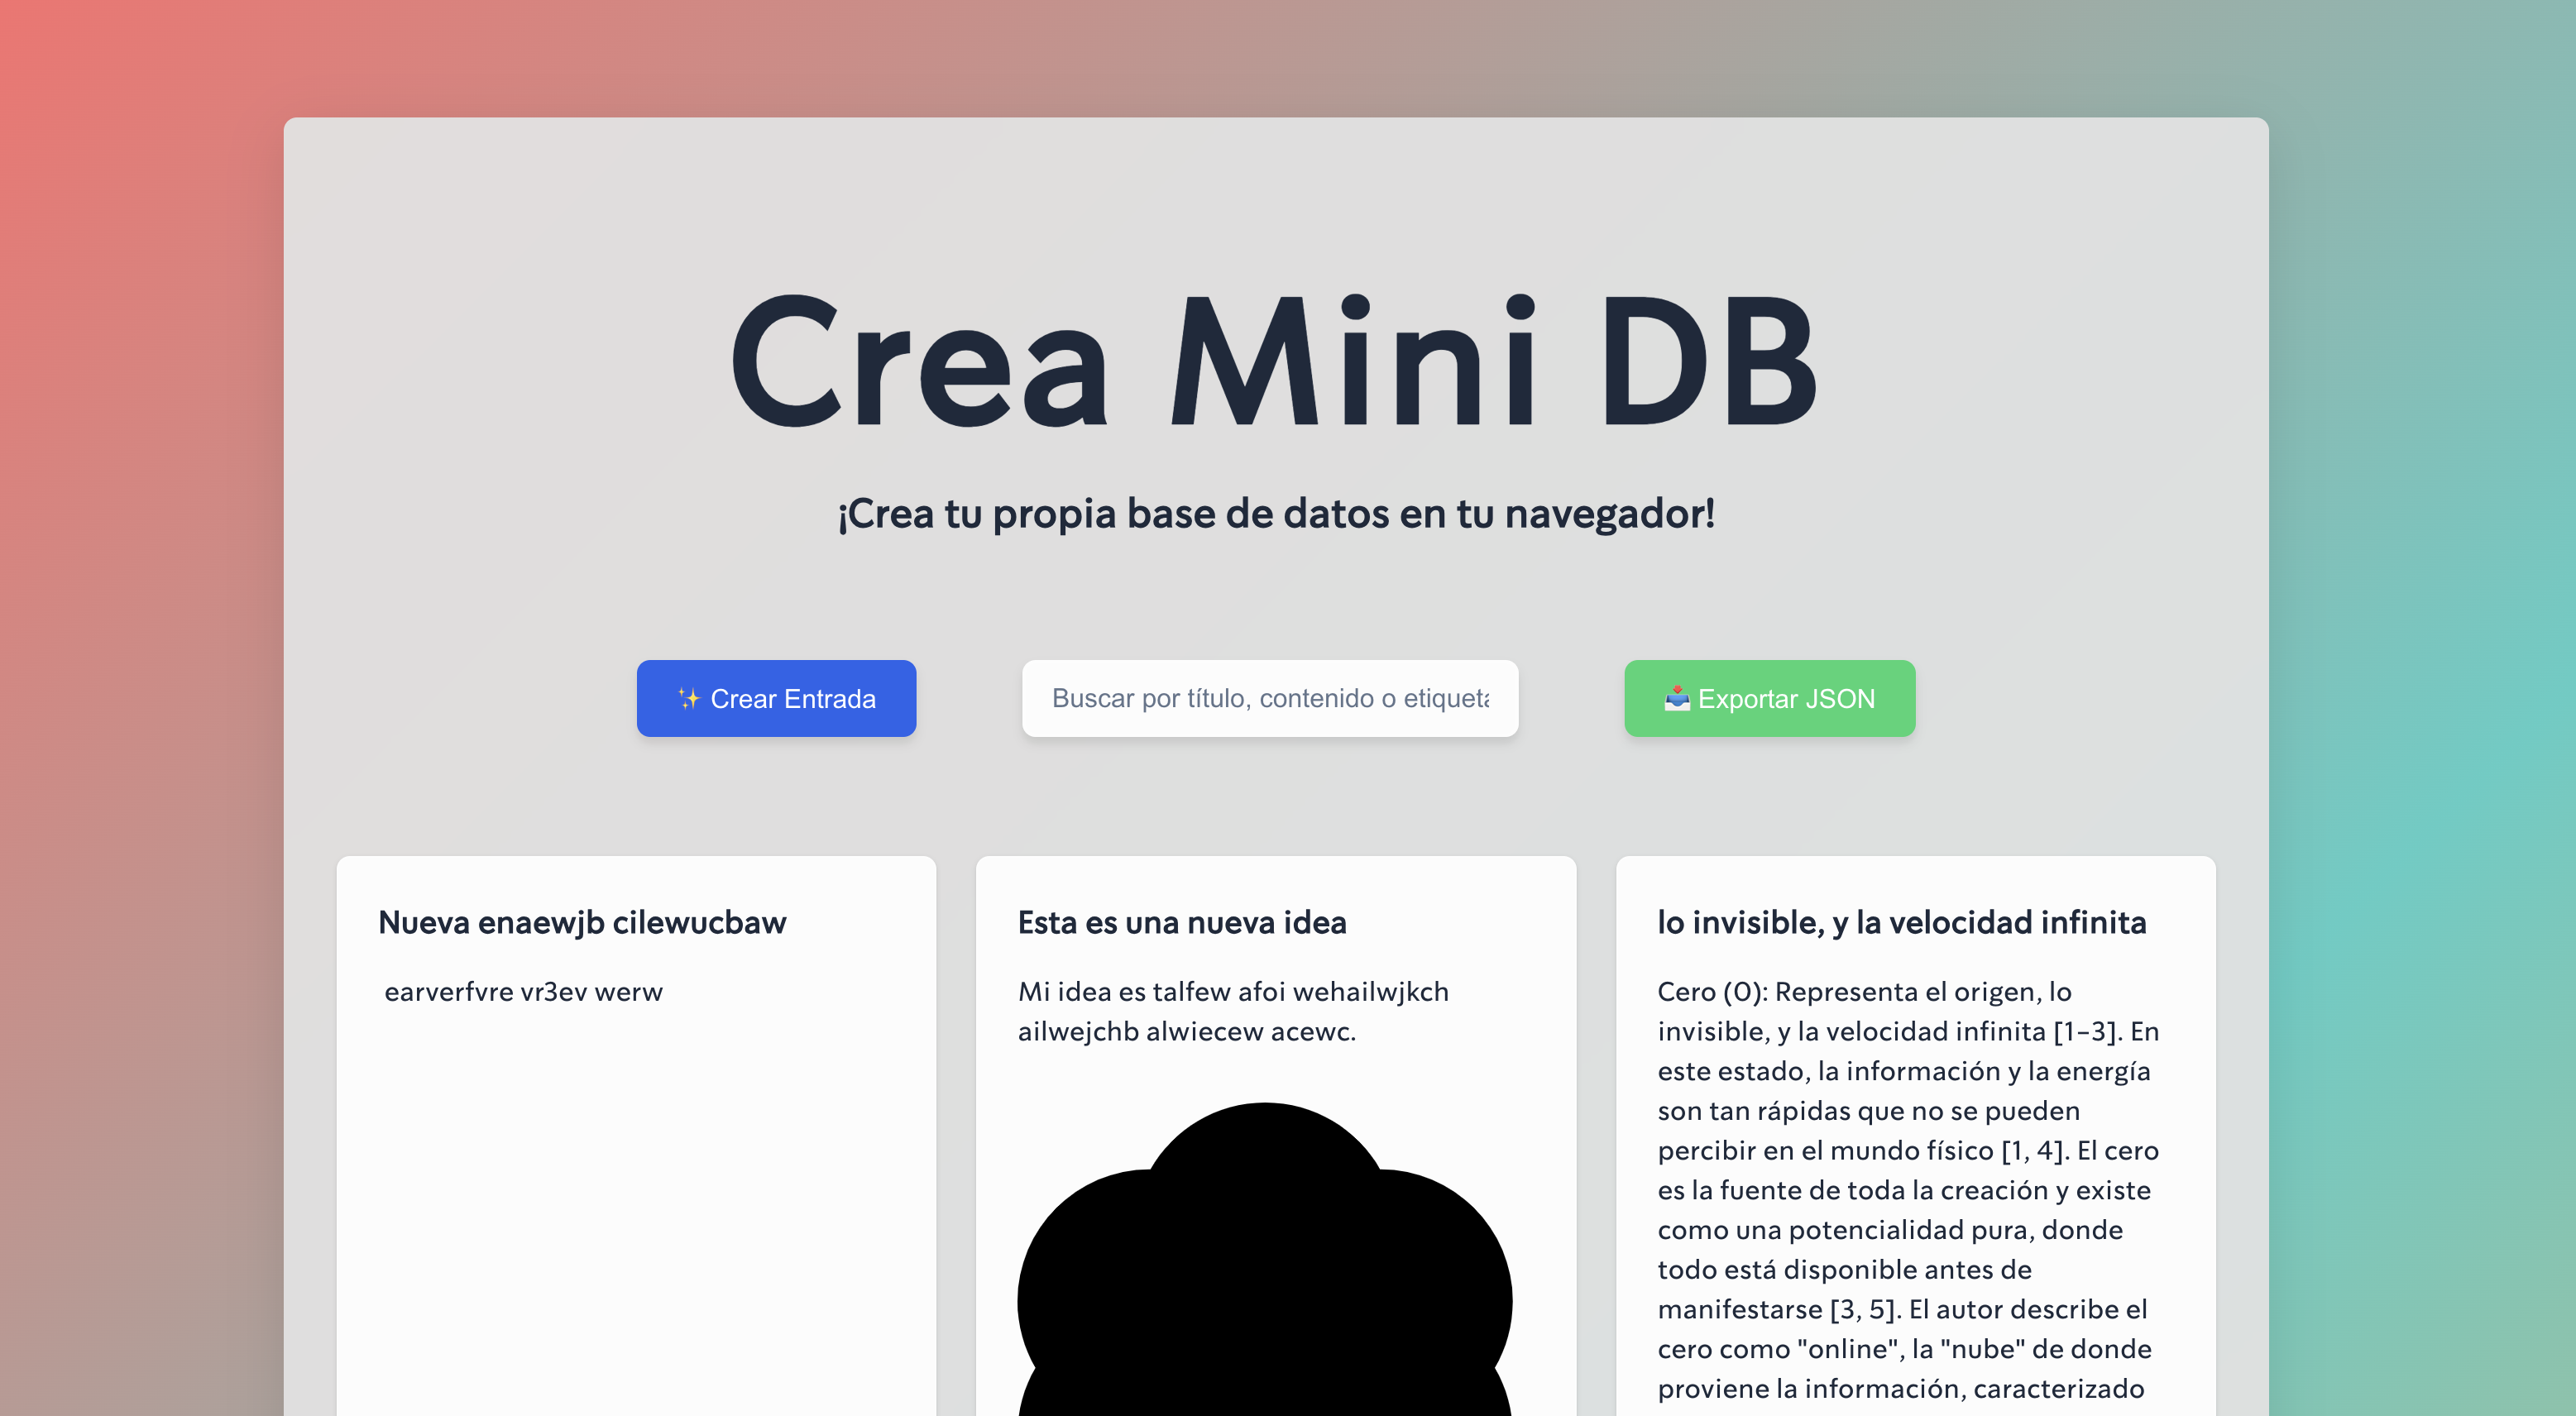 Crea Mini DB
¡Crea tu propia base de datos en tu navegador!
✨ Crear Entrada
Buscar por título, contenido o etiqueta
📥 Exportar JSON
Nueva enaewjb cilewucbaw
earverfvre vr3ev werw
Esta es una nueva idea
Mi idea es talfew afoi wehailwjkch
ailwejchb alwiecew acewc.
lo invisible, y la velocidad infinita
Cero (0): Representa el origen, lo
invisible, y la velocidad infinita [1-3]. En
este estado, la información y la energía
son tan rápidas que no se pueden
percibir en el mundo físico [1, 4]. El cero
es la fuente de toda la creación y existe
como una potencialidad pura, donde
todo está disponible antes de
manifestarse [3, 5]. El autor describe el
cero como "online", la "nube" de donde
proviene la información, caracterizado